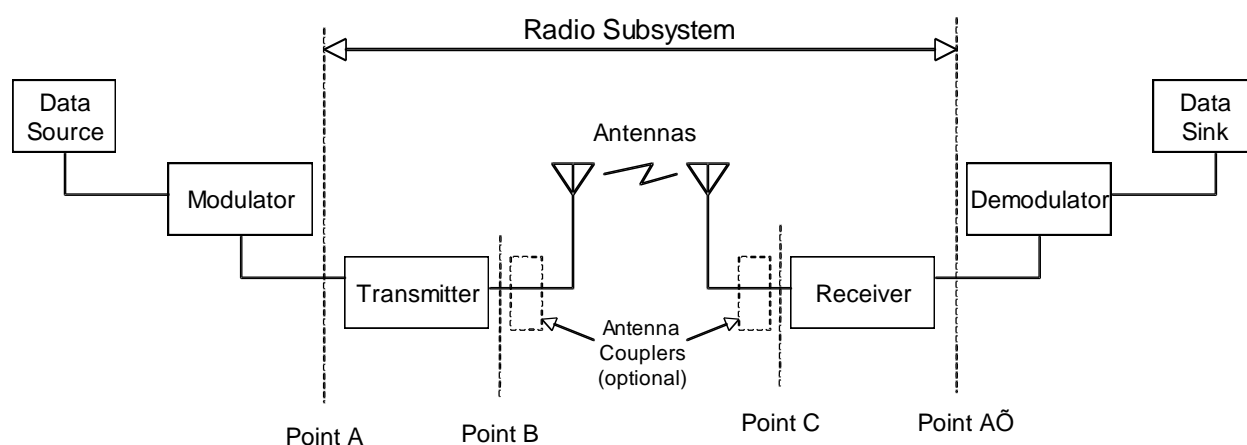 Radio Subsystem
Data
Source
Data
Sink
Antennas
Modulator
Demodulator
Transmitter
Receiver
Antenna
Couplers
(optional)
Point A
Point B
Point C
Point AÕ